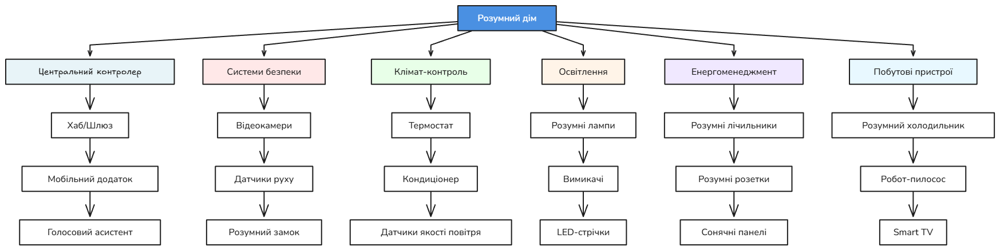 Розумний дім
Центральний контролер
Системи безпеки
Клімат-контроль
Освітлення
Енергоменеджмент
Побутові пристрої
Хаб/Шлюз
Відеокамери
Термостат
Розумні лампи
Розумні лічильники
Розумний холодильник
Мобільний додаток
Датчики руху
Кондиціонер
Вимикачі
Розумні розетки
Робот-пилосос
Голосовий асистент
Розумний замок
Датчики якості повітря
LED-стрічки
Сонячні панелі
Smart TV